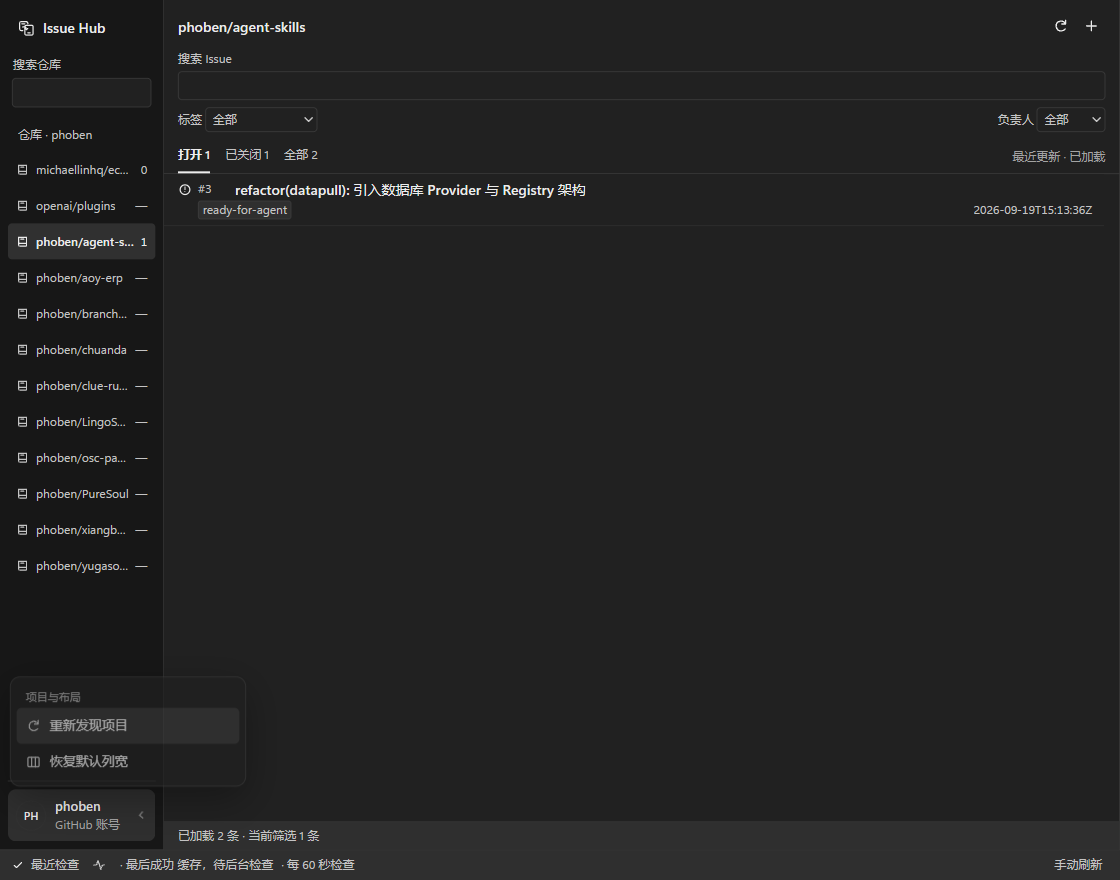 Issue Hub
搜索仓库
仓库 · phoben
michaellinhq/ec... 0
openai/plugins —
phoben/agent-s... 1
phoben/aoy-erp —
phoben/branch... —
phoben/chuanda —
phoben/clue-ru... —
phoben/LingoS... —
phoben/osc-pa... —
phoben/PureSoul —
phoben/xiangb... —
phoben/yugaso... —
项目与布局
重新发现项目
恢复默认列宽
PH
phoben
GitHub 账号
phoben/agent-skills
搜索 Issue
标签 全部
负责人 全部
打开 1 已关闭 1 全部 2
最近更新 · 已加载
#3 refactor(datapull): 引入数据库 Provider 与 Registry 架构
ready-for-agent
2026-09-19T15:13:36Z
已加载 2 条 · 当前筛选 1 条
最近检查 · 最后成功 缓存，待后台检查 · 每 60 秒检查
手动刷新